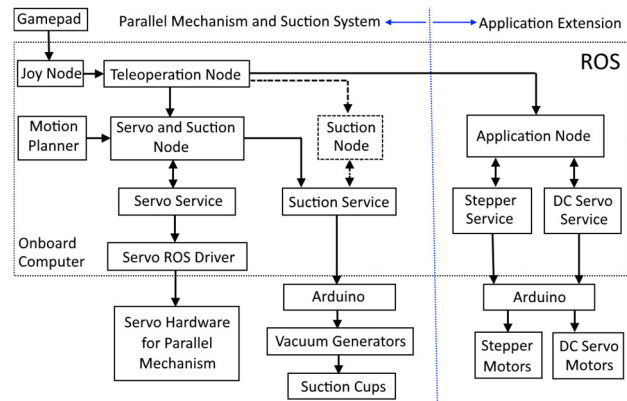 Gamepad
Parallel Mechanism and Suction System
Application Extension
ROS
Joy Node
Teleoperation Node
Motion
Planner
Servo and Suction
Node
Suction
Node
Application Node
Servo Service
Suction Service
Stepper
Service
DC Servo
Service
Onboard
Computer
Servo ROS Driver
Servo Hardware
for Parallel
Mechanism
Arduino
Arduino
Vacuum Generators
Stepper
Motors
DC Servo
Motors
Suction Cups